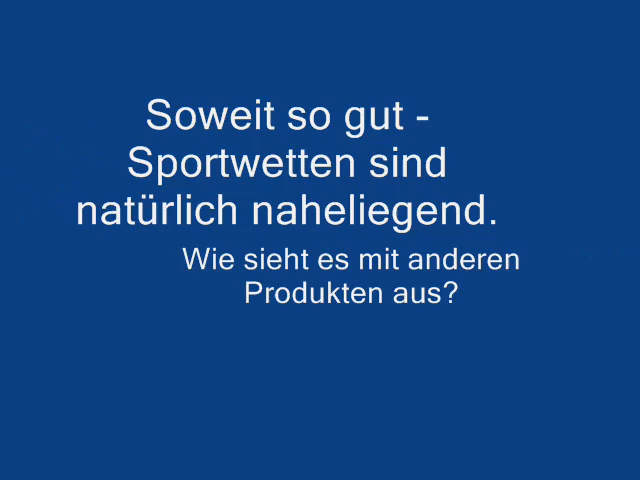 Soweit so gut -
Sportwetten sind
natürlich naheliegend.
Wie sieht es mit anderen
Produkten aus?